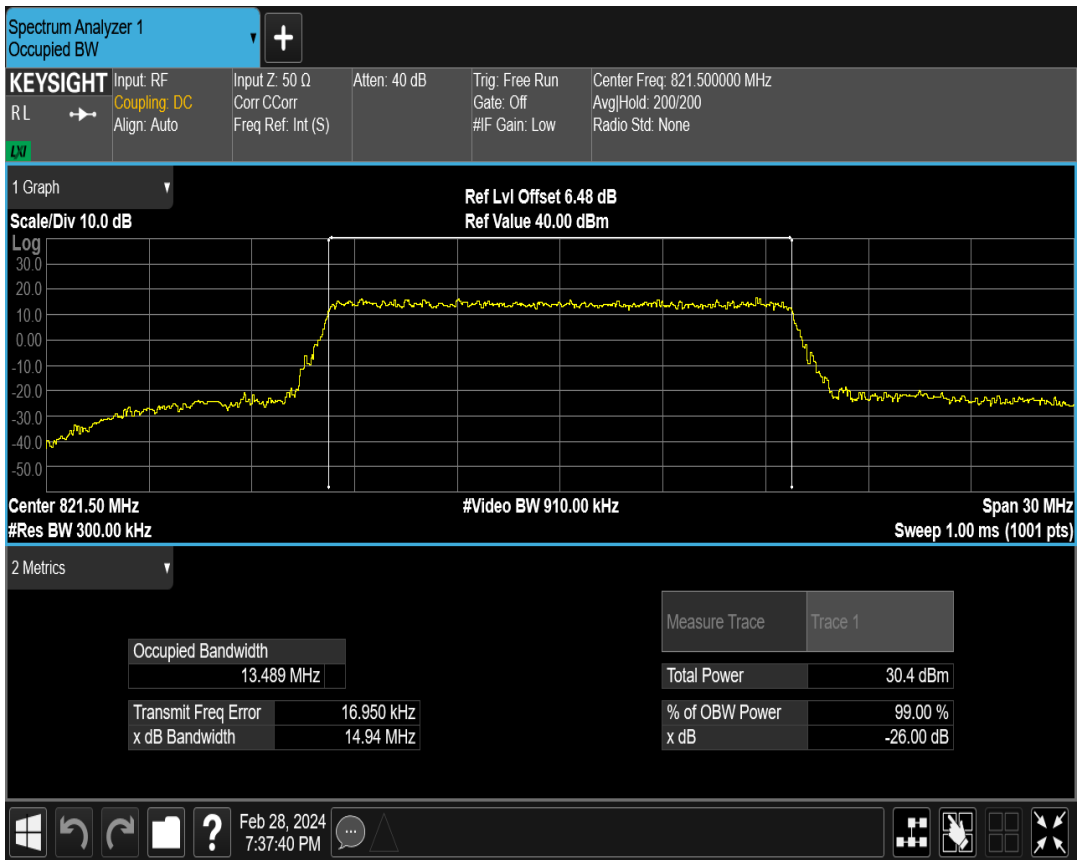 Spectrum Analyzer 1
Occupied BW
+
KEYSIGHT
RL
LXI
Input: RF
Coupling: DC
Align: Auto
Input Z: 50 Ω
Corr CCorr
Freq Ref: Int (S)
Atten: 40 dB
Trig: Free Run
Gate: Off
#IF Gain: Low
Center Freq: 821.500000 MHz
Avg|Hold: 200/200
Radio Std: None
1 Graph
Scale/Div 10.0 dB
Ref Lvl Offset 6.48 dB
Ref Value 40.00 dBm
Log
30.0
20.0
10.0
0.00
-10.0
-20.0
-30.0
-40.0
-50.0
Center 821.50 MHz
#Video BW 910.00 kHz
Span 30 MHz
#Res BW 300.00 kHz
Sweep 1.00 ms (1001 pts)
2 Metrics
Measure Trace Trace 1
Occupied Bandwidth
13.489 MHz
Total Power 30.4 dBm
Transmit Freq Error 16.950 kHz
% of OBW Power 99.00 %
x dB Bandwidth 14.94 MHz
x dB -26.00 dB
?
Feb 28, 2024
7:37:40 PM